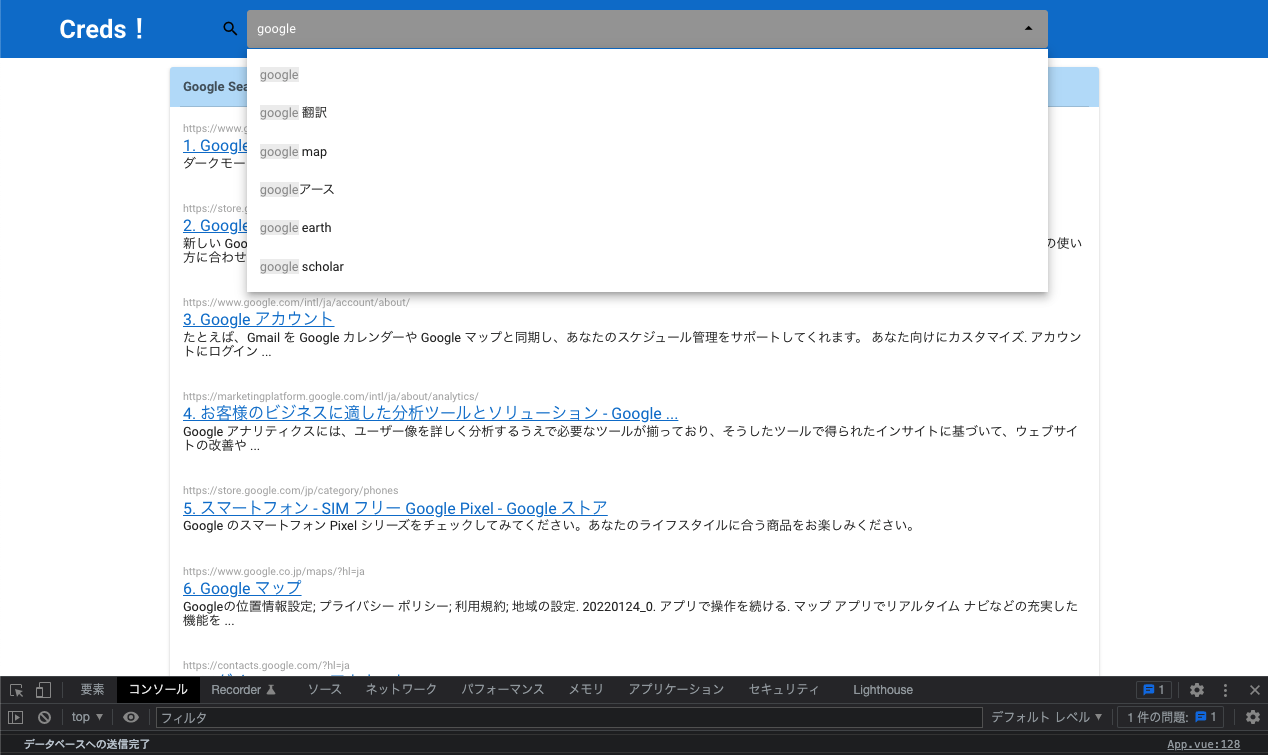 Creds！
google
google
google 翻訳
google map
googleアース
google earth
google scholar
Google Sea
https://www.g
1. Google
ダークモー
https://store.g
2. Google
新しい Goo
の使い
方に合わせ
https://www.google.com/intl/ja/account/about/
3. Google アカウント
たとえば、Gmail を Google カレンダーや Google マップと同期し、あなたのスケジュール管理をサポートしてくれます。 あなた向けにカスタマイズ. アカウン
トにログイン ...
https://marketingplatform.google.com/intl/ja/about/analytics/
4. お客様のビジネスに適した分析ツールとソリューション - Google ...
Google アナリティクスには、ユーザー像を詳しく分析するうえで必要なツールが揃っており、そうしたツールで得られたインサイトに基づいて、ウェブサイ
トの改善や ...
https://store.google.com/jp/category/phones
5. スマートフォン - SIM フリー Google Pixel - Google ストア
Google のスマートフォン Pixel シリーズをチェックしてみてください。あなたのライフスタイルに合う商品をお楽しみください。
https://www.google.co.jp/maps/?hl=ja
6. Google マップ
Googleの位置情報設定; プライバシー ポリシー; 利用規約; 地域の設定. 20220124_0. アプリで操作を続ける. マップ アプリでリアルタイム ナビなどの充実した
機能を ...
https://contacts.google.com/?hl=ja
要素 コンソール Recorder ソース ネットワーク パフォーマンス メモリ アプリケーション セキュリティ Lighthouse 1
top フィルタ デフォルト レベル 1 件の問題: 1
データベースへの送信完了 App.vue:128